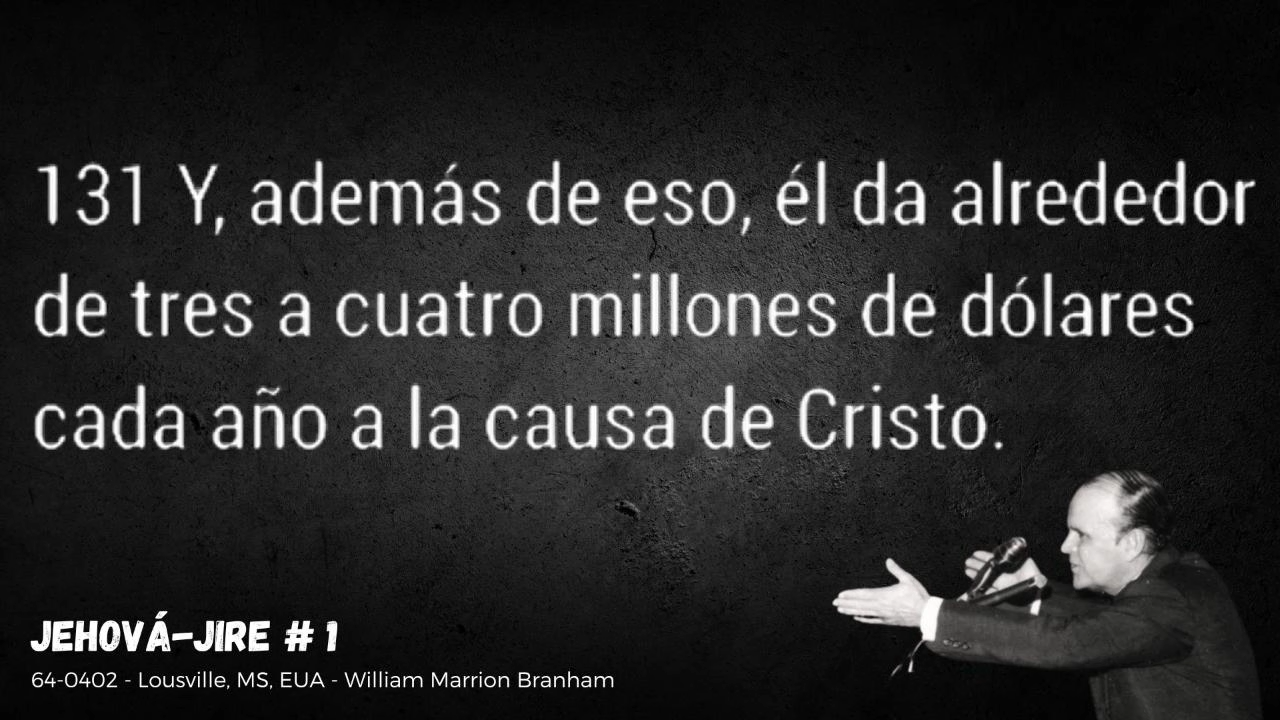 131 Y, además de eso, él da alrededor
de tres a cuatro millones de dólares
cada año a la causa de Cristo.
JEHOVÁ-JIRE # 1
64-0402 - Lousville, MS, EUA - William Marrion Branham